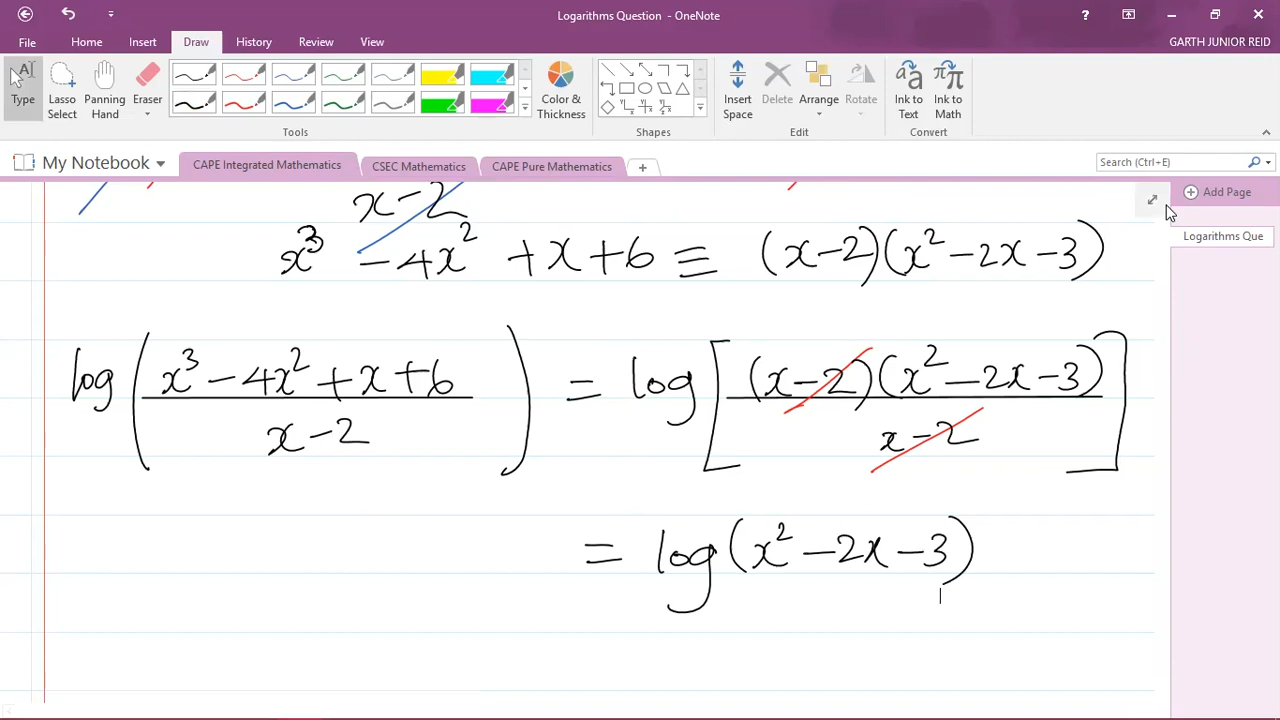 Logarithms Question - OneNote
File Home Insert Draw History Review View GARTH JUNIOR REID
Type Lasso Select Panning Hand Eraser Color & Thickness Insert Space Delete Arrange Rotate Ink to Text Ink to Math
Tools Shapes Edit Convert
My Notebook CAPE Integrated Mathematics CSEC Mathematics CAPE Pure Mathematics + Search (Ctrl+E)
Add Page
Logarithms Que
x-2
x³ -4x² +x+6 ≡ (x-2)(x²-2x-3)
log(x³-4x²+x+6 / x-2) = log[(x-2)(x²-2x-3) / x-2]
= log(x²-2x-3)